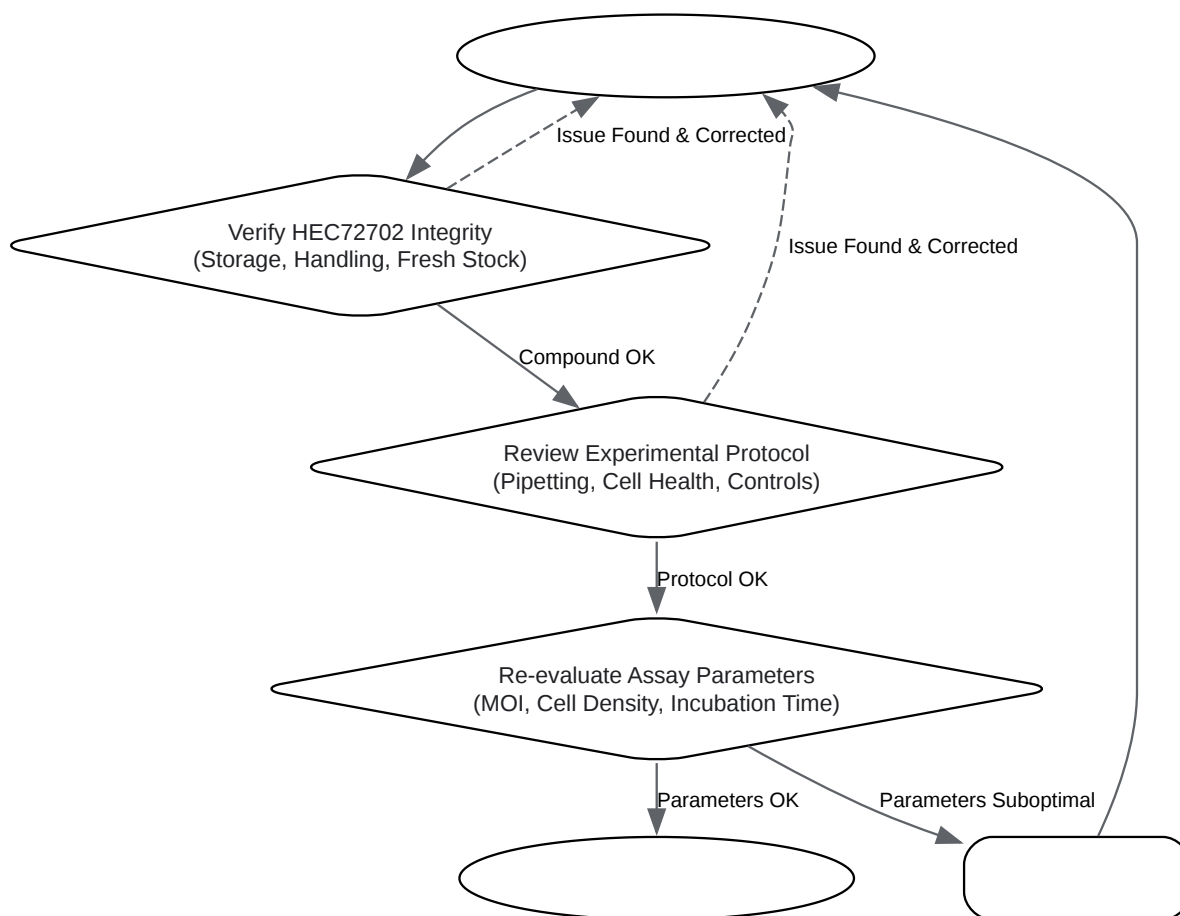 Issue Found & Corrected
Verify HEC72702 Integrity
(Storage, Handling, Fresh Stock)
Issue Found & Corrected
Compound OK
Review Experimental Protocol
(Pipetting, Cell Health, Controls)
Protocol OK
Re-evaluate Assay Parameters
(MOI, Cell Density, Incubation Time)
Parameters OK
Parameters Suboptimal